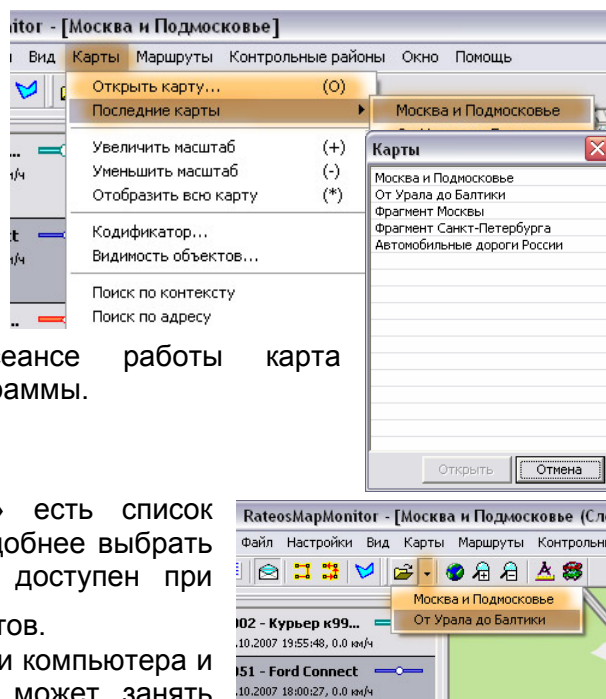 itor - [Москва и Подмосковье]
Вид Карты Маршруты Контрольные районы Окно Помощь
Открыть карту... (O)
Последние карты
Москва и Подмосковье
Увеличить масштаб (+)
Уменьшить масштаб (-)
Отобразить всю карту (*)
Кодификатор...
Видимость объектов...
Поиск по контексту
Поиск по адресу
Карты
Москва и Подмосковье
От Урала до Балтики
Фрагмент Москвы
Фрагмент Санкт-Петербурга
Автомобильные дороги России
Открыть Отмена
еансе работы карта
раммы.
» есть список
добнее выбрать
доступен при
тов.
и компьютера и
может занять
RateosMapMonitor - [Москва и Подмосковье (Сл
Файл Настройки Вид Карты Маршруты Контрольн
Москва и Подмосковье
От Урала до Балтики
002 - Курьер к99...
.10.2007 19:55:48, 0.0 км/ч
051 - Ford Connect
.10.2007 18:00:27, 0.0 км/ч